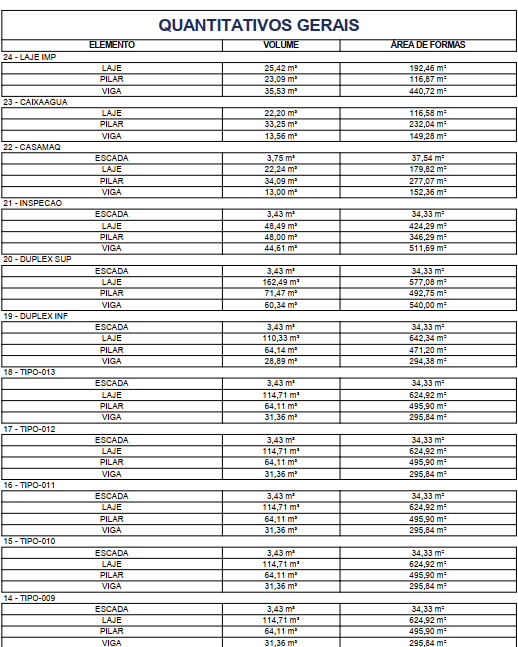 QUANTITATIVOS GERAIS
ELEMENTO VOLUME ÁREA DE FORMAS
24 - LAJE IMP
LAJE 25,42 m³ 192,46 m²
PILAR 23,09 m³ 116,87 m²
VIGA 35,53 m³ 440,72 m²
23 - CAIXAAGUA
LAJE 22,20 m³ 116,58 m²
PILAR 33,25 m³ 232,04 m²
VIGA 13,56 m³ 149,28 m²
22 - CASAMAQ
ESCADA 3,75 m³ 37,54 m²
LAJE 22,24 m³ 179,82 m²
PILAR 34,09 m³ 277,07 m²
VIGA 13,00 m³ 152,36 m²
21 - INSPECAO
ESCADA 3,43 m³ 34,33 m²
LAJE 48,49 m³ 424,29 m²
PILAR 48,00 m³ 346,29 m²
VIGA 44,61 m³ 511,69 m²
20 - DUPLEX SUP
ESCADA 3,43 m³ 34,33 m²
LAJE 162,49 m³ 577,08 m²
PILAR 71,47 m³ 492,75 m²
VIGA 60,34 m³ 540,00 m²
19 - DUPLEX INF
ESCADA 3,43 m³ 34,33 m²
LAJE 110,33 m³ 642,34 m²
PILAR 64,14 m³ 471,20 m²
VIGA 28,89 m³ 294,38 m²
18 - TIPO-013
ESCADA 3,43 m³ 34,33 m²
LAJE 114,71 m³ 624,92 m²
PILAR 64,11 m³ 495,90 m²
VIGA 31,36 m³ 295,84 m²
17 - TIPO-012
ESCADA 3,43 m³ 34,33 m²
LAJE 114,71 m³ 624,92 m²
PILAR 64,11 m³ 495,90 m²
VIGA 31,36 m³ 295,84 m²
16 - TIPO-011
ESCADA 3,43 m³ 34,33 m²
LAJE 114,71 m³ 624,92 m²
PILAR 64,11 m³ 495,90 m²
VIGA 31,36 m³ 295,84 m²
15 - TIPO-010
ESCADA 3,43 m³ 34,33 m²
LAJE 114,71 m³ 624,92 m²
PILAR 64,11 m³ 495,90 m²
VIGA 31,36 m³ 295,84 m²
14 - TIPO-009
ESCADA 3,43 m³ 34,33 m²
LAJE 114,71 m³ 624,92 m²
PILAR 64,11 m³ 495,90 m²
VIGA 31,36 m³ 295,84 m²